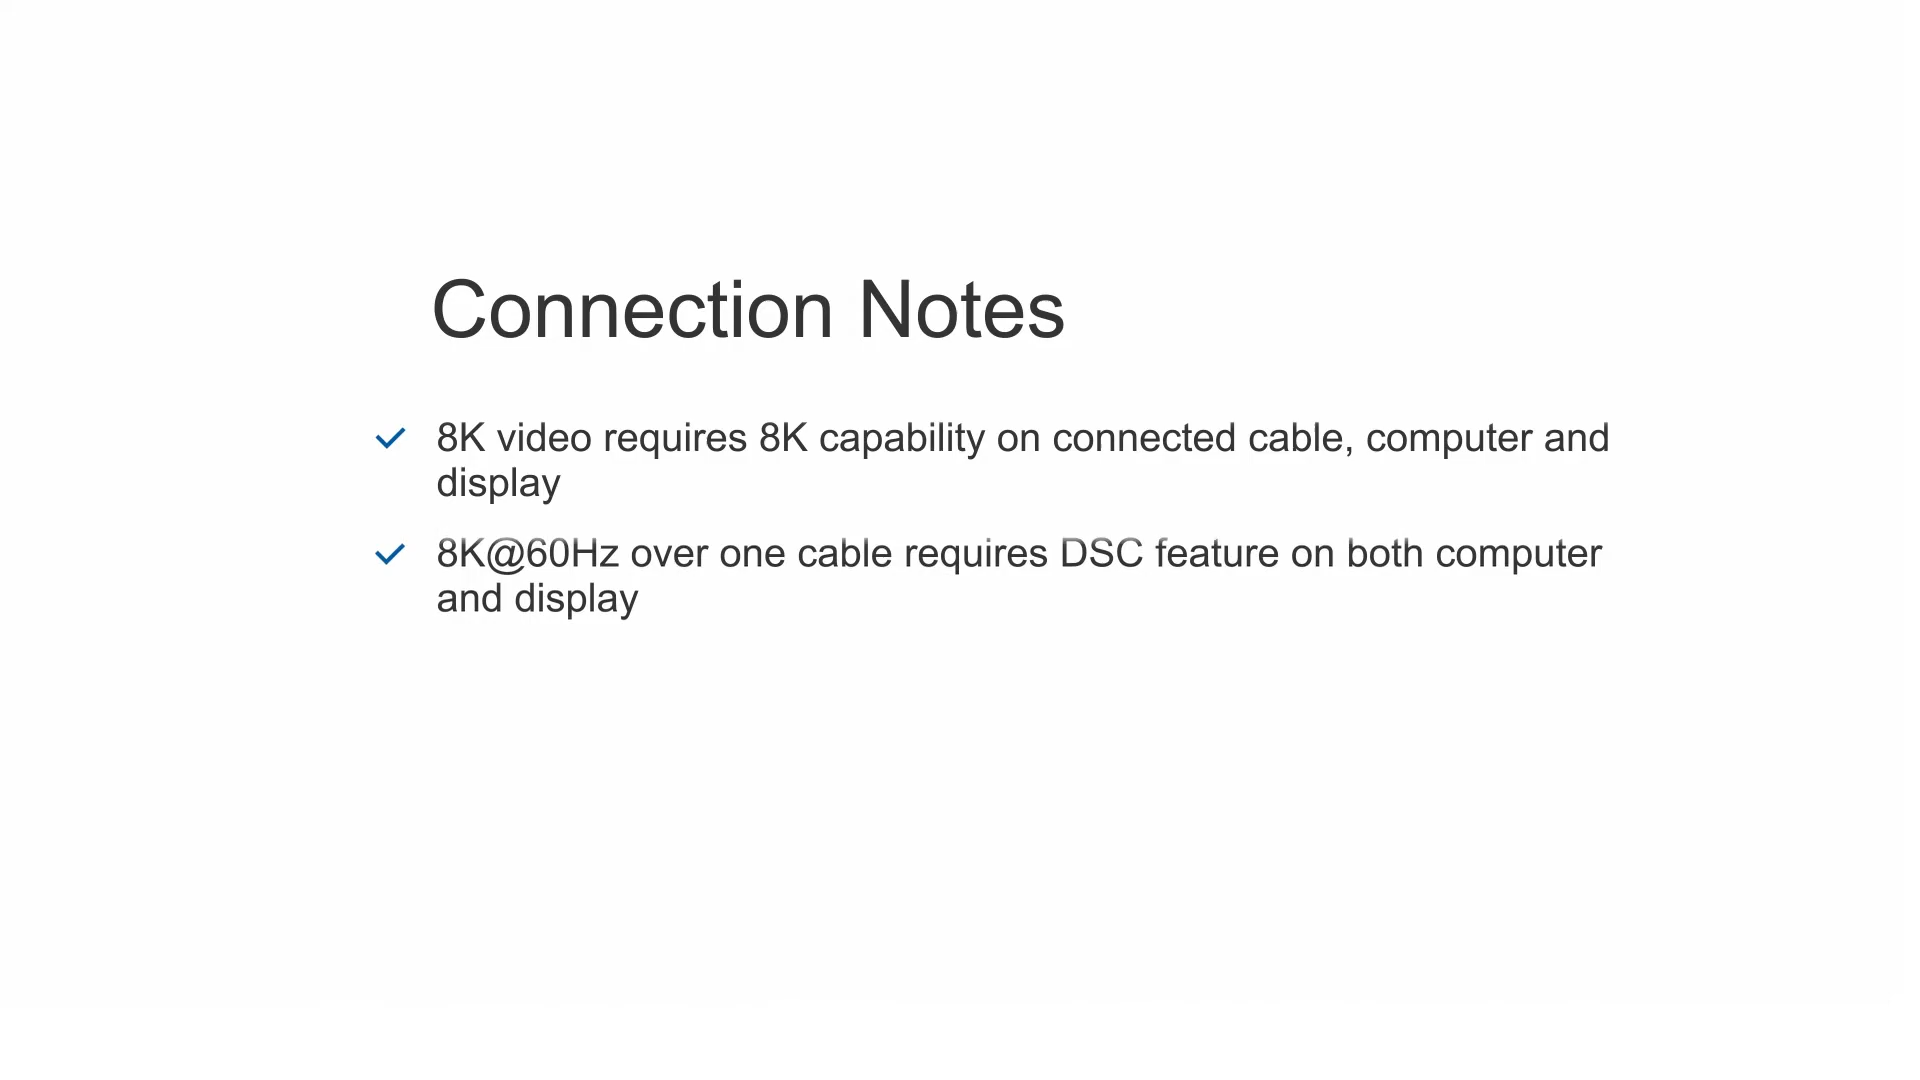 Connection Notes
8K video requires 8K capability on connected cable, computer and
display
8K@60Hz over one cable requires DSC feature on both computer
and display